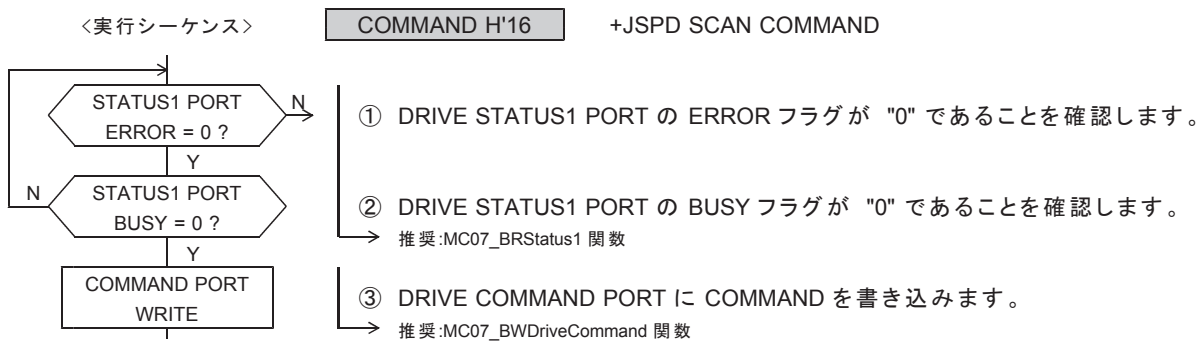 〈実行シーケンス〉 COMMAND H'16 +JSPD SCAN COMMAND
STATUS1 PORT
ERROR = 0 ?
N
① DRIVE STATUS1 PORT の ERROR フラグが "0" であることを確認します。
Y
N
STATUS1 PORT
BUSY = 0 ?
② DRIVE STATUS1 PORT の BUSY フラグが "0" であることを確認します。
推奨:MC07_BRStatus1 関数
Y
COMMAND PORT
WRITE
③ DRIVE COMMAND PORT に COMMAND を書き込みます。
推奨:MC07_BWDriveCommand 関数